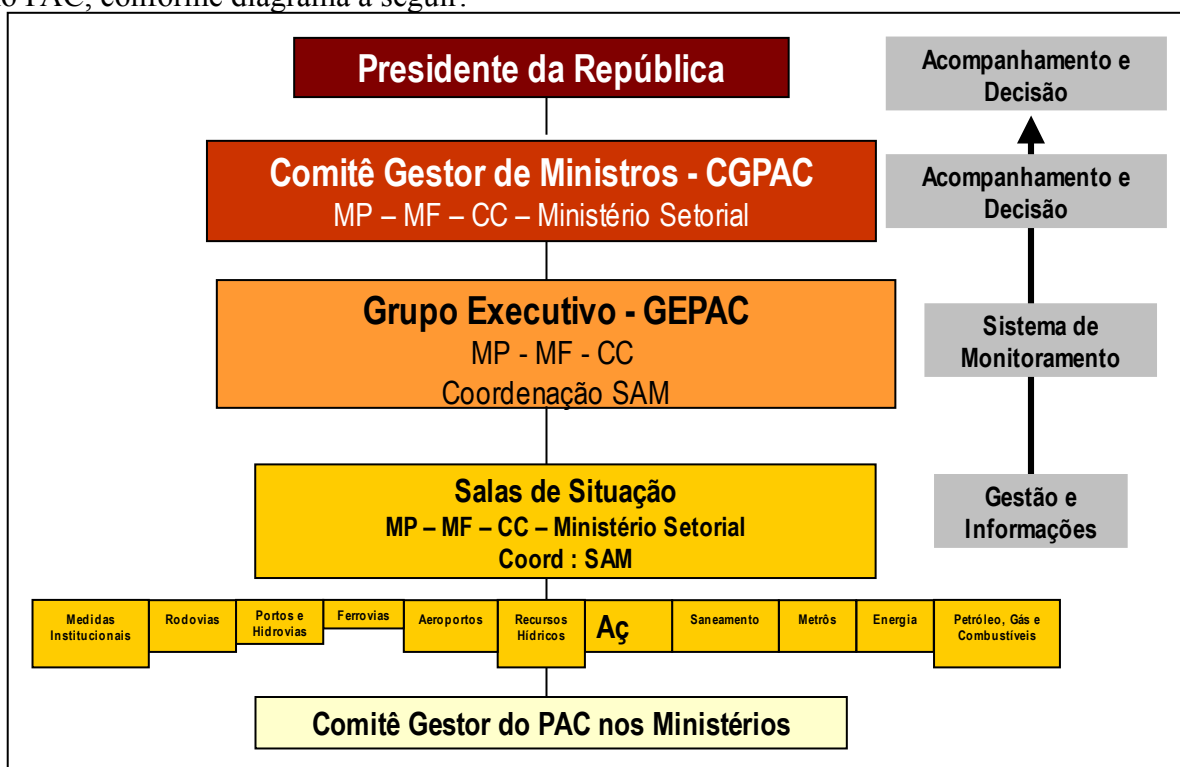 do PAC, conforme diagrama a seguir:
Presidente da República
Acompanhamento e
Decisão
Comitê Gestor de Ministros - CGPAC
MP – MF – CC – Ministério Setorial
Acompanhamento e
Decisão
Grupo Executivo - GEPAC
MP - MF - CC
Coordenação SAM
Sistema de
Monitoramento
Salas de Situação
MP – MF – CC – Ministério Setorial
Coord : SAM
Gestão e
Informações
Medidas
Institucionais
Rodovias
Portos e
Hidrovias
Ferrovias
Aeroportos
Recursos
Hídricos
Aç
Saneamento
Metrôs
Energia
Petróleo, Gás e
Combustíveis
Comitê Gestor do PAC nos Ministérios